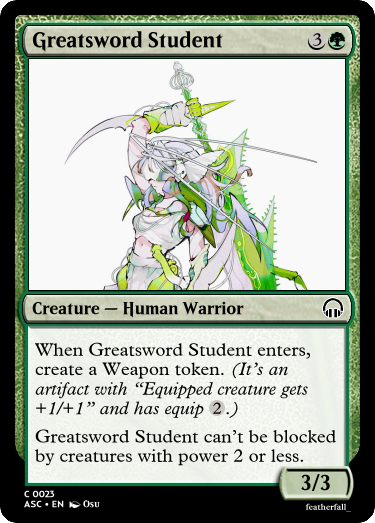 Greatsword Student 3
Creature — Human Warrior
When Greatsword Student enters,
create a Weapon token. (It's an
artifact with “Equipped creature gets
+1/+1” and has equip 2.)
Greatsword Student can't be blocked
by creatures with power 2 or less.
3/3
C 0023
ASC • EN Osu
featherfall_